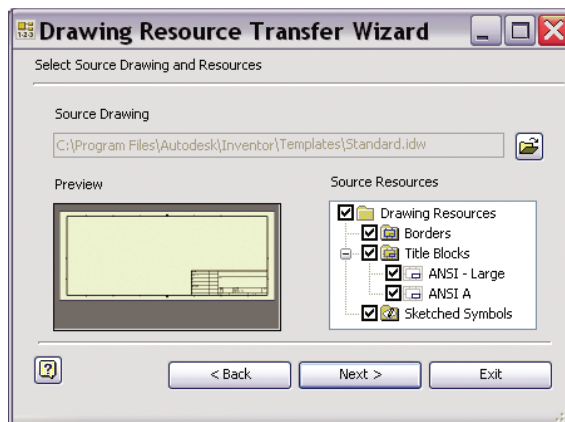 Drawing Resource Transfer Wizard
Select Source Drawing and Resources
Source Drawing
C:\Program Files\Autodesk\Inventor\Templates\Standard.idw
Preview
Source Resources
Drawing Resources
Borders
Title Blocks
ANSI - Large
ANSI A
Sketched Symbols
< Back
Next >
Exit